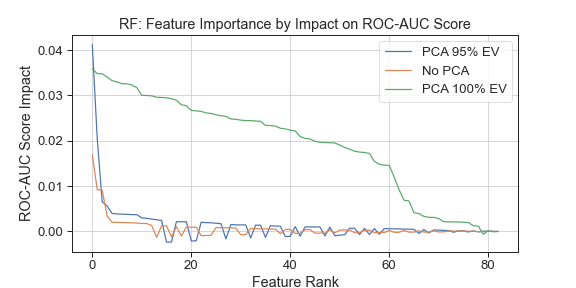 RF: Feature Importance by Impact on ROC-AUC Score
ROC-AUC Score Impact
0.04
0.03
0.02
0.01
0.00
PCA 95% EV
No PCA
PCA 100% EV
0
20
40
60
80
Feature Rank